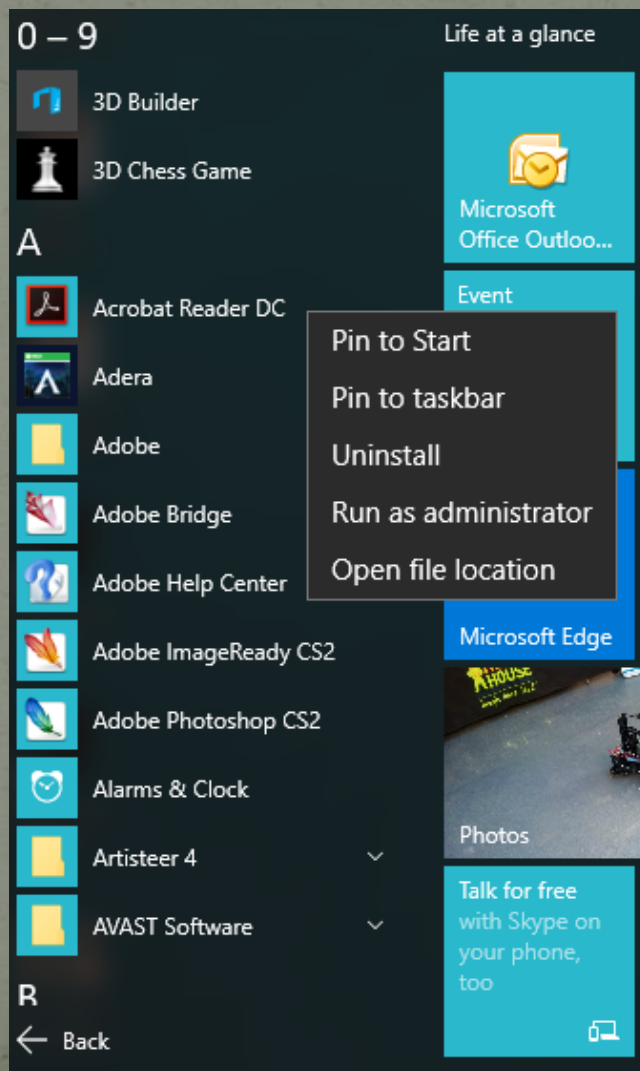 0 – 9
3D Builder
3D Chess Game
A
Acrobat Reader DC
Adera
Adobe
Adobe Bridge
Adobe Help Center
Adobe ImageReady CS2
Adobe Photoshop CS2
Alarms & Clock
Artisteer 4
AVAST Software
B
Back
Pin to Start
Pin to taskbar
Uninstall
Run as administrator
Open file location
Life at a glance
Microsoft
Office Outloo...
Event
Microsoft Edge
HOUSE
Photos
Talk for free
with Skype on
your phone,
too